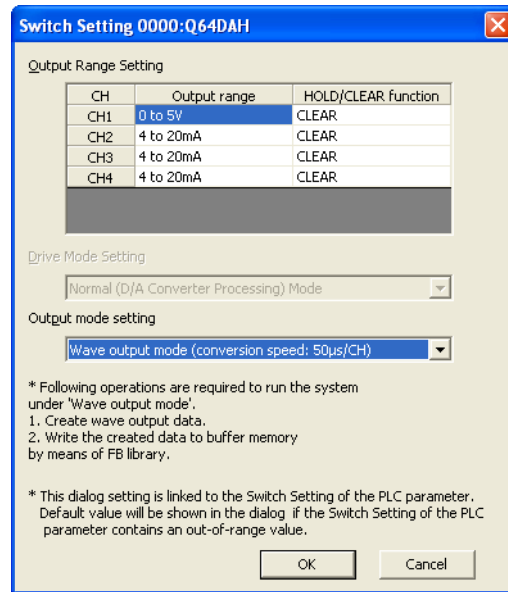 Switch Setting 0000:Q64DAH
Output Range Setting
CH Output range HOLD/CLEAR function
CH1 0 to 5V CLEAR
CH2 4 to 20mA CLEAR
CH3 4 to 20mA CLEAR
CH4 4 to 20mA CLEAR
Drive Mode Setting
Normal (D/A Converter Processing) Mode
Output mode setting
Wave output mode (conversion speed: 50μs/CH)
* Following operations are required to run the system
under 'Wave output mode'.
1. Create wave output data.
2. Write the created data to buffer memory
by means of FB library.
* This dialog setting is linked to the Switch Setting of the PLC parameter.
Default value will be shown in the dialog if the Switch Setting of the PLC
parameter contains an out-of-range value.
OK Cancel